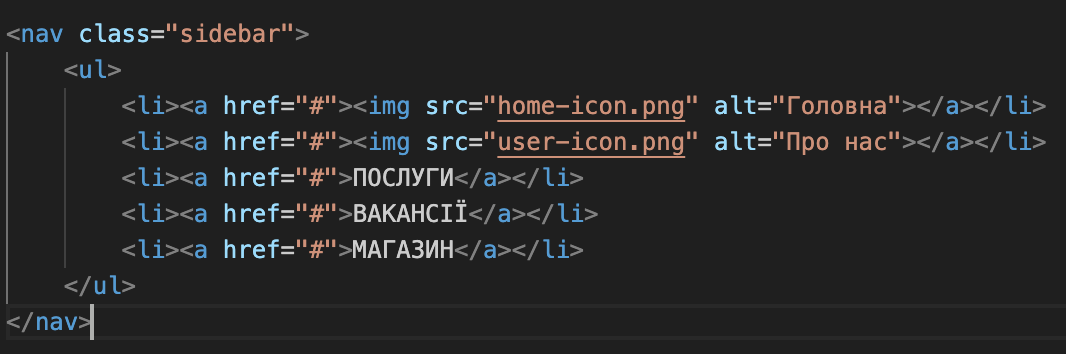 <nav class="sidebar">
<ul>
<li><a href="#"><img src="home-icon.png" alt="Головна"></a></li>
<li><a href="#"><img src="user-icon.png" alt="Про нас"></a></li>
<li><a href="#">ПОСЛУГИ</a></li>
<li><a href="#">ВАКАНСІЇ</a></li>
<li><a href="#">МАГАЗИН</a></li>
</ul>
</nav>